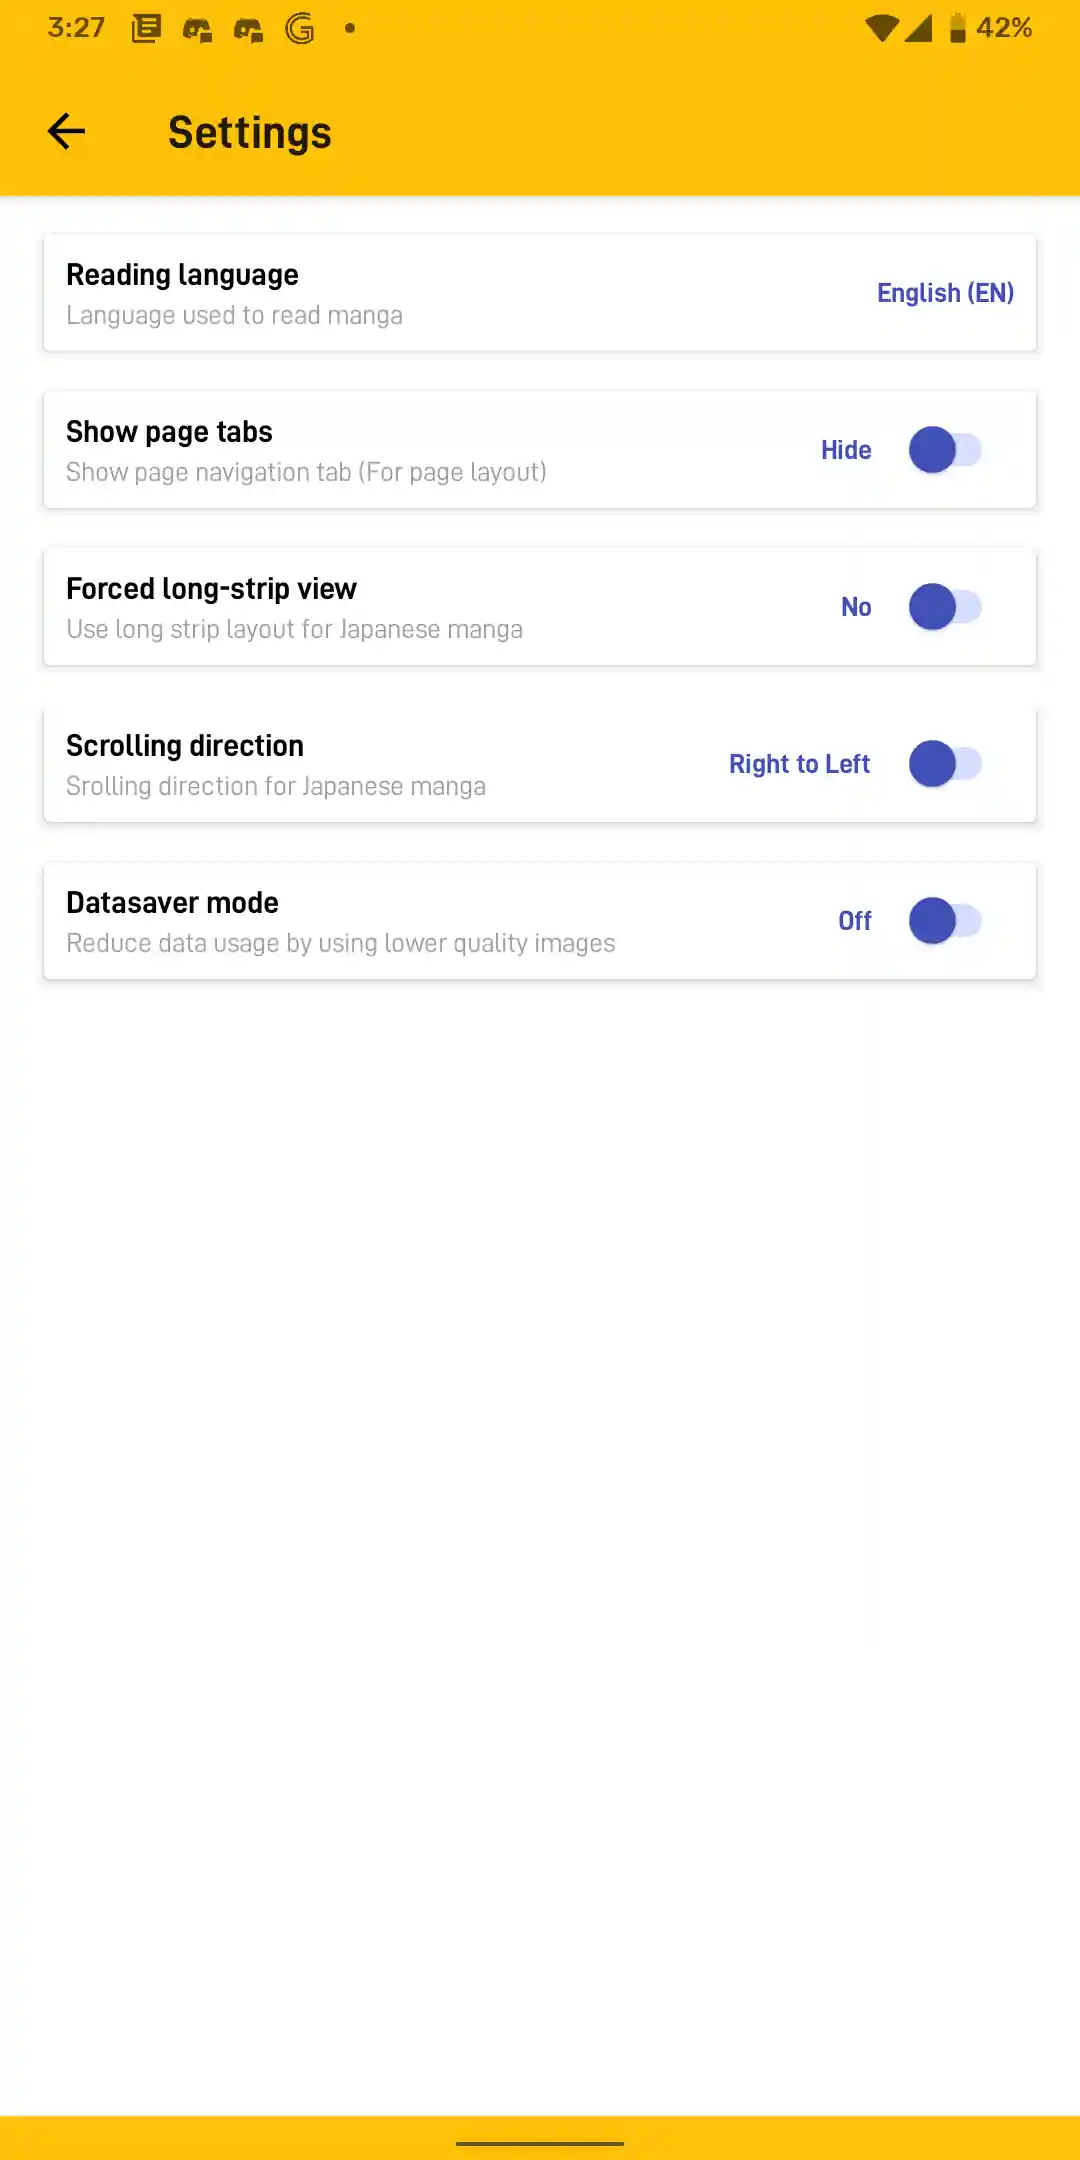 3:27 42%
Settings
Reading language
Language used to read manga
English (EN)
Show page tabs
Show page navigation tab (For page layout)
Hide
Forced long-strip view
Use long strip layout for Japanese manga
No
Scrolling direction
Srolling direction for Japanese manga
Right to Left
Datasaver mode
Reduce data usage by using lower quality images
Off